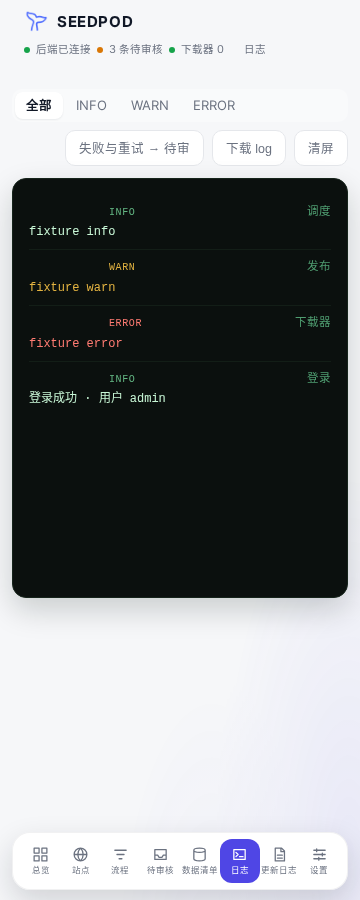 SEEDPOD
后端已连接 3 条待审核 下载器 0 日志
全部 INFO WARN ERROR
失败与重试 → 待审 下载 log 清屏
INFO 调度
fixture info
WARN 发布
fixture warn
ERROR 下载器
fixture error
INFO 登录
登录成功 · 用户 admin
总览 站点 流程 待审核 数据清单 日志 更新日志 设置